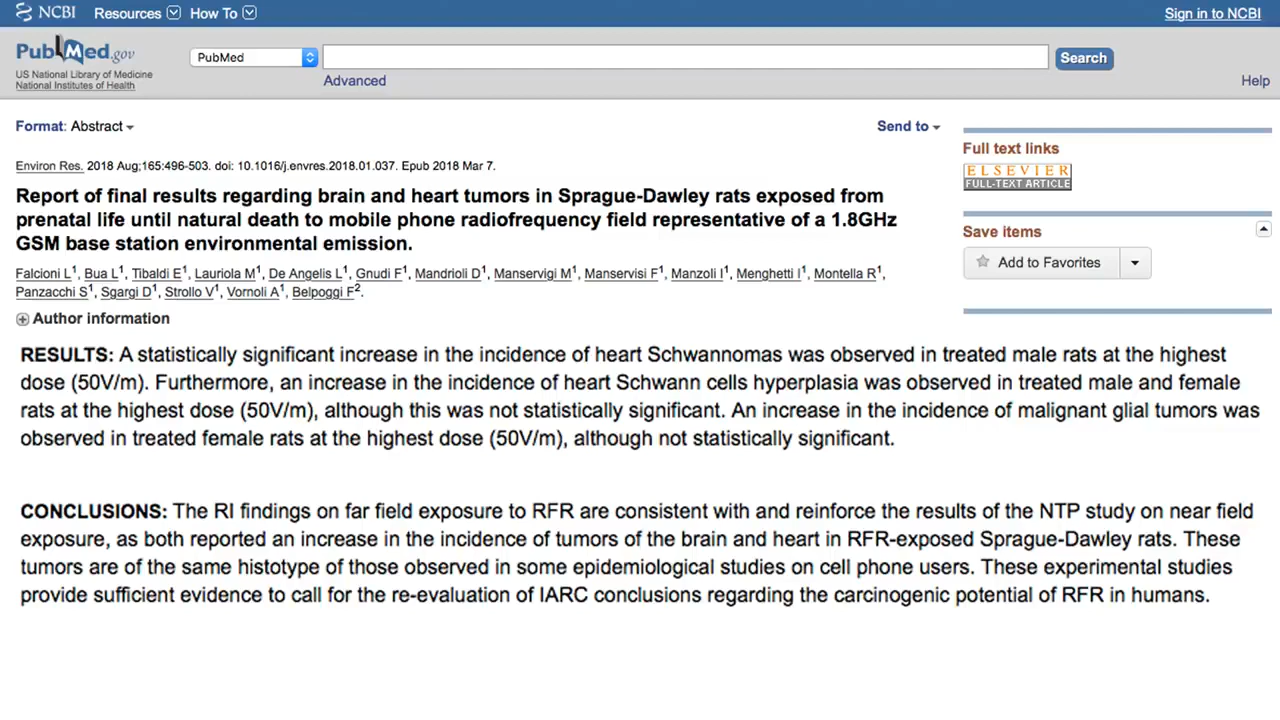 NCBI Resources How To Sign in to NCBI
PubMed.gov
US National Library of Medicine
National Institutes of Health
PubMed Search
Advanced Help
Format: Abstract Send to
Environ Res. 2018 Aug;165:496-503. doi: 10.1016/j.envres.2018.01.037. Epub 2018 Mar 7.
Report of final results regarding brain and heart tumors in Sprague-Dawley rats exposed from
prenatal life until natural death to mobile phone radiofrequency field representative of a 1.8GHz
GSM base station environmental emission.
Falcioni L1, Bua L1, Tibaldi E1, Lauriola M1, De Angelis L1, Gnudi F1, Mandrioli D1, Manservigi M1, Manservisi F1, Manzoli I1, Menghetti I1, Montella R1,
Panzacchi S1, Sgargi D1, Strollo V1, Vornoli A1, Belpoggi F2.
Author information
RESULTS: A statistically significant increase in the incidence of heart Schwannomas was observed in treated male rats at the highest
dose (50V/m). Furthermore, an increase in the incidence of heart Schwann cells hyperplasia was observed in treated male and female
rats at the highest dose (50V/m), although this was not statistically significant. An increase in the incidence of malignant glial tumors was
observed in treated female rats at the highest dose (50V/m), although not statistically significant.
CONCLUSIONS: The RI findings on far field exposure to RFR are consistent with and reinforce the results of the NTP study on near field
exposure, as both reported an increase in the incidence of tumors of the brain and heart in RFR-exposed Sprague-Dawley rats. These
tumors are of the same histotype of those observed in some epidemiological studies on cell phone users. These experimental studies
provide sufficient evidence to call for the re-evaluation of IARC conclusions regarding the carcinogenic potential of RFR in humans.
Full text links
ELSEVIER
FULL-TEXT ARTICLE
Save items
Add to Favorites